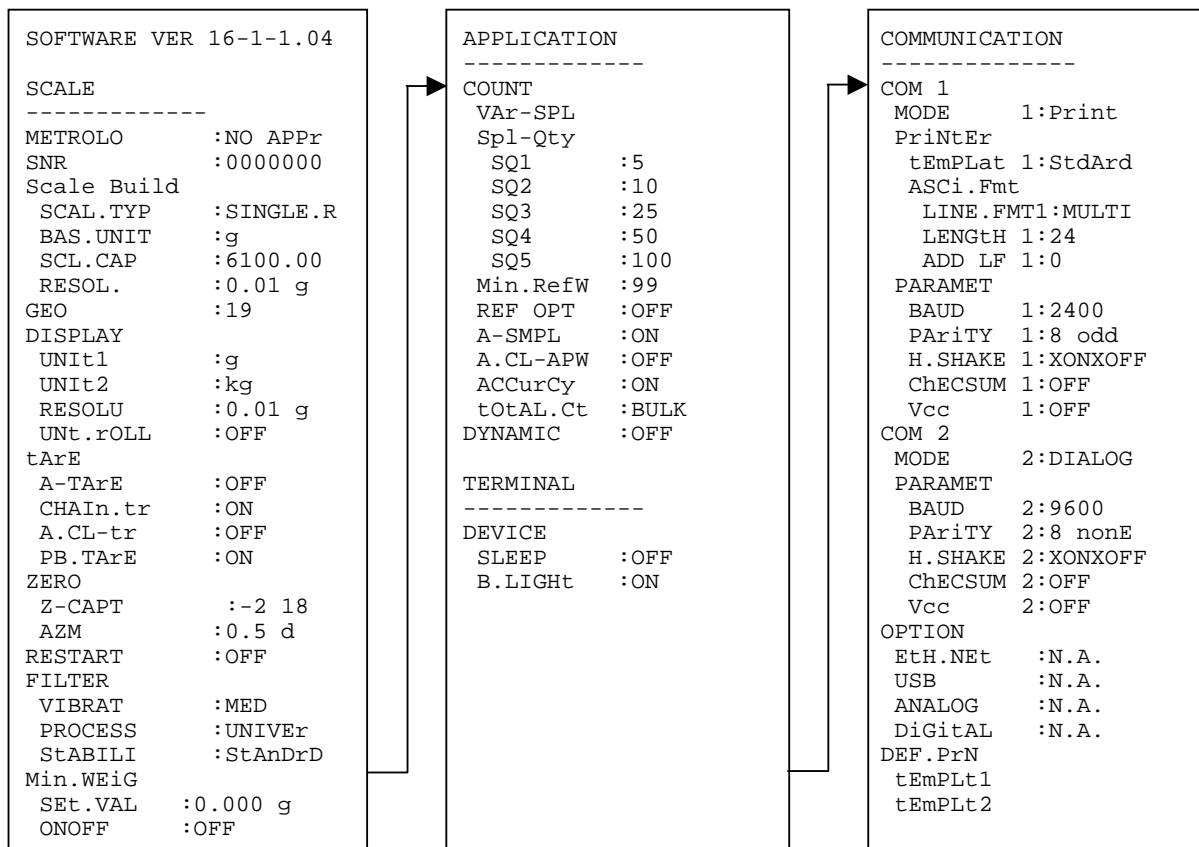 SOFTWARE VER 16-1-1.04
SCALE
-------------
METROLO :NO APPr
SNR :0000000
Scale Build
SCAL.TYP :SINGLE.R
BAS.UNIT :g
SCL.CAP :6100.00
RESOL. :0.01 g
GEO :19
DISPLAY
UNIt1 :g
UNIt2 :kg
RESOLU :0.01 g
UNt.rOLL :OFF
tArE
A-TArE :OFF
CHAIn.tr :ON
A.CL-tr :OFF
PB.TArE :ON
ZERO
Z-CAPT :-2 18
AZM :0.5 d
RESTART :OFF
FILTER
VIBRAT :MED
PROCESS :UNIVEr
StABILI :StAnDrD
Min.WEiG
SEt.VAL :0.000 g
ONOFF :OFF
APPLICATION
-------------
COUNT
VAr-SPL
Spl-Qty
SQ1 :5
SQ2 :10
SQ3 :25
SQ4 :50
SQ5 :100
Min.RefW :99
REF OPT :OFF
A-SMPL :ON
A.CL-APW :OFF
ACCurCy :ON
tOtAL.Ct :BULK
DYNAMIC :OFF
TERMINAL
-------------
DEVICE
SLEEP :OFF
B.LIGHt :ON
COMMUNICATION
--------------
COM 1
MODE 1:Print
PriNtEr
tEmPLat 1:StdArd
ASCi.Fmt
LINE.FMT1:MULTI
LENGtH 1:24
ADD LF 1:0
PARAMET
BAUD 1:2400
PAriTY 1:8 odd
H.SHAKE 1:XONXOFF
ChECSUM 1:OFF
Vcc 1:OFF
COM 2
MODE 2:DIALOG
PARAMET
BAUD 2:9600
PAriTY 2:8 nonE
H.SHAKE 2:XONXOFF
ChECSUM 2:OFF
Vcc 2:OFF
OPTION
EtH.NEt :N.A.
USB :N.A.
ANALOG :N.A.
DiGitAL :N.A.
DEF.PrN
tEmPLt1
tEmPLt2